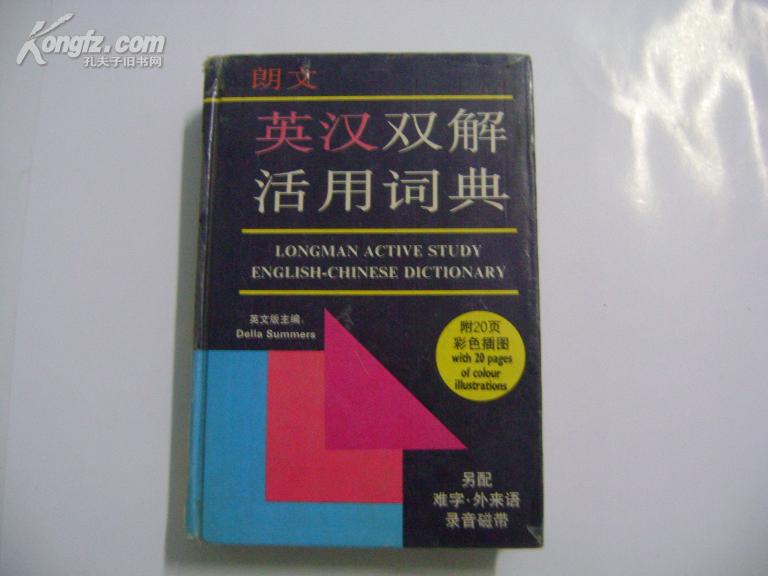 Kongfz.com
孔夫子旧书网
朗文
英汉双解
活用词典
LONGMAN ACTIVE STUDY
ENGLISH-CHINESE DICTIONARY
英文版主编:
Della Summers
附20页
彩色插图
with 20 pages
of colour
illustrations
另配
难字·外来语
录音磁带